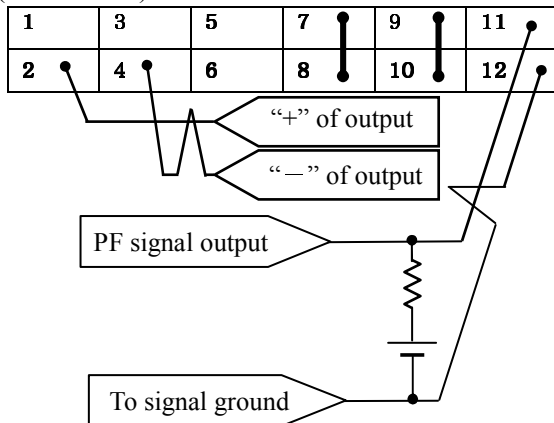 1 3 5 7 9 11
2 4 6 8 10 12
“+” of output
“－” of output
PF signal output
To signal ground